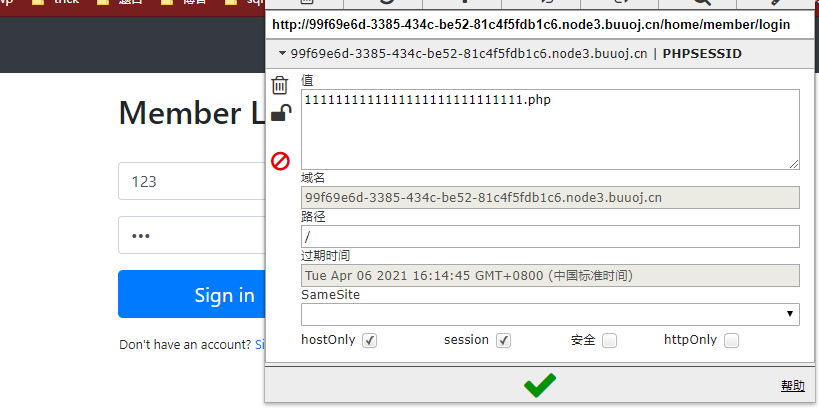 http://99f69e6d-3385-434c-be52-81c4f5fdb1c6.node3.buuoj.cn/home/member/login
99f69e6d-3385-434c-be52-81c4f5fdb1c6.node3.buuoj.cn | PHPSESSID
值
1111111111111111111111111111.php
域名
99f69e6d-3385-434c-be52-81c4f5fdb1c6.node3.buuoj.cn
路径
/
过期时间
Tue Apr 06 2021 16:14:45 GMT+0800 (中国标准时间)
SameSite
hostOnly session 安全 httpOnly
帮助
Member L
123
•••
Sign in
Don't have an account? Si